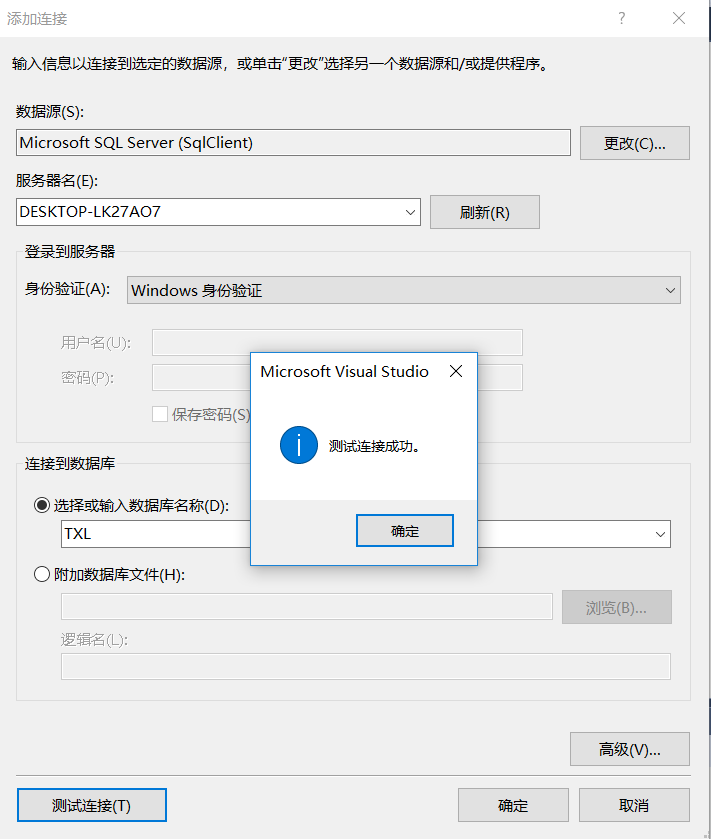 添加连接
输入信息以连接到选定的数据源，或单击“更改”选择另一个数据源和/或提供程序。
数据源(S):
Microsoft SQL Server (SqlClient)
更改(C)...
服务器名(E):
DESKTOP-LK27AO7
刷新(R)
登录到服务器
身份验证(A):
Windows 身份验证
用户名(U):
密码(P):
保存密码(S)
Microsoft Visual Studio
测试连接成功。
确定
连接到数据库
选择或输入数据库名称(D):
TXL
附加数据库文件(H):
浏览(B)...
逻辑名(L):
高级(V)...
测试连接(T)
确定
取消